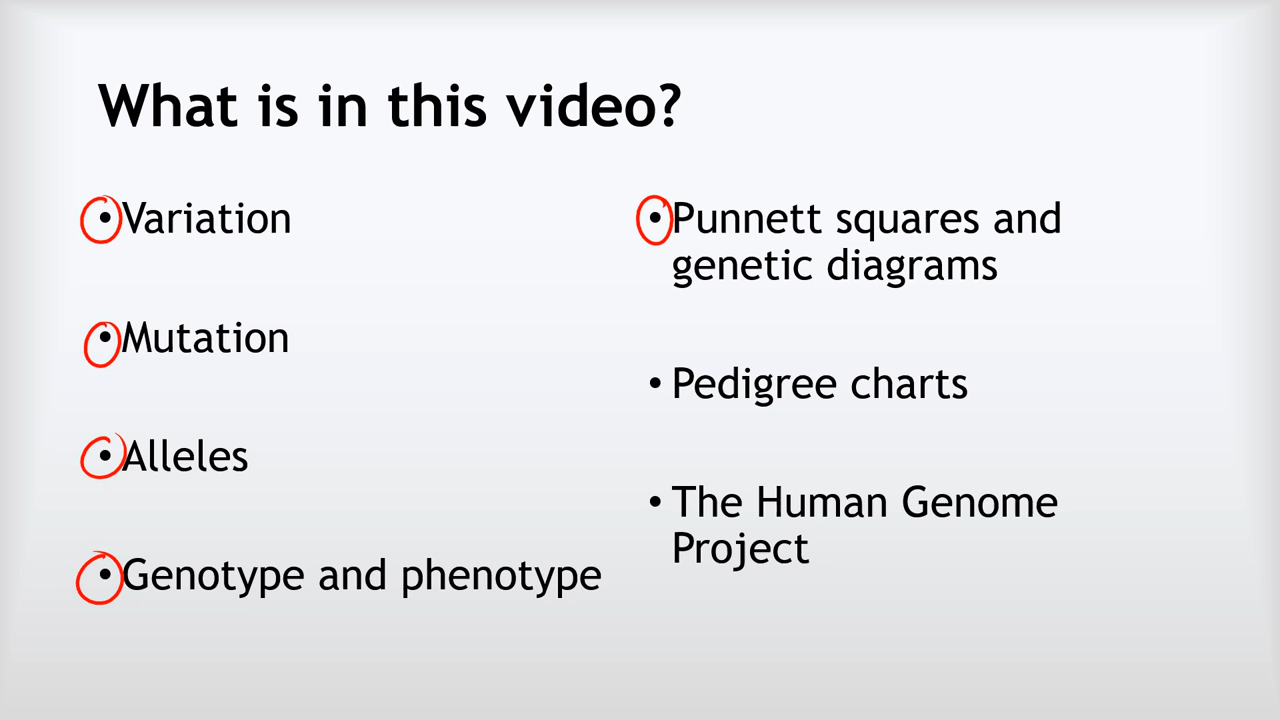 What is in this video?
• Variation
• Mutation
• Alleles
• Genotype and phenotype
• Punnett squares and
genetic diagrams
• Pedigree charts
• The Human Genome
Project